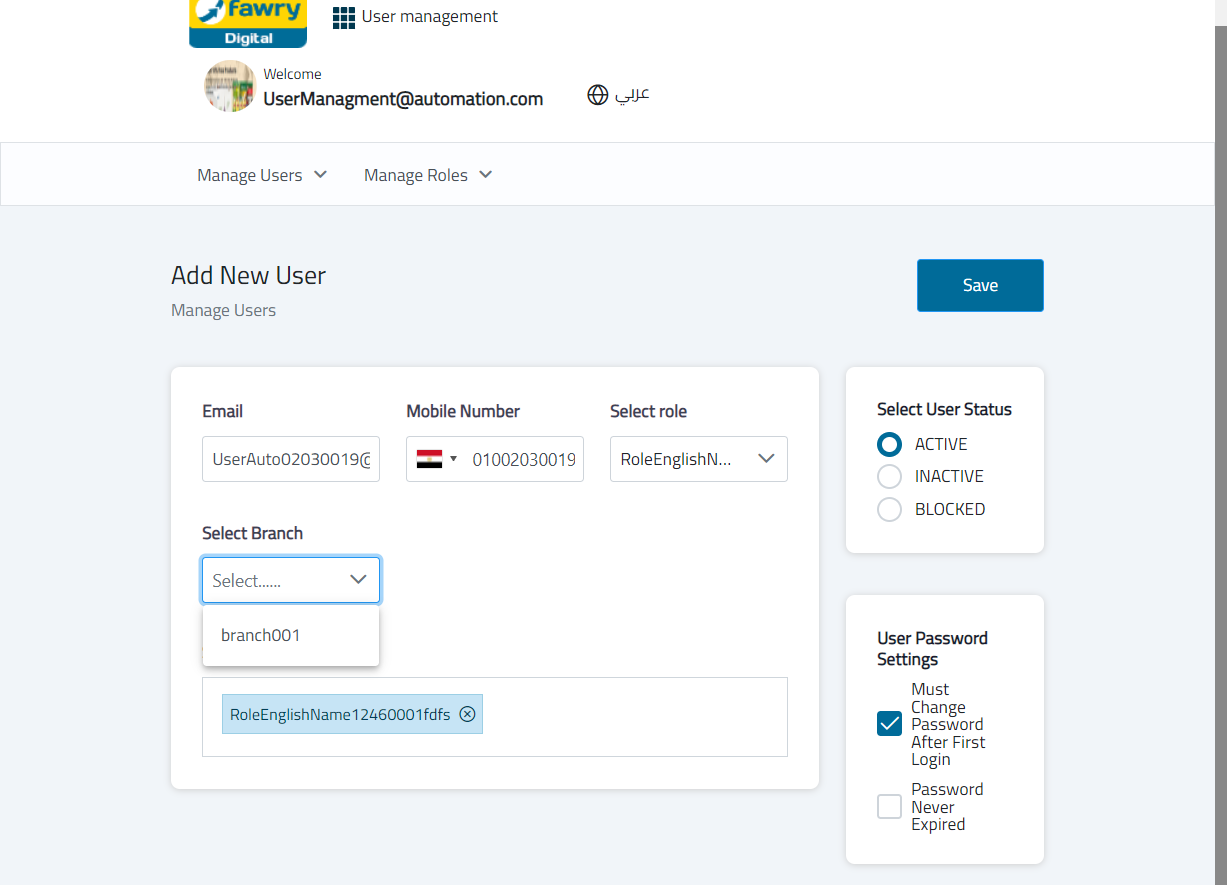 fawry
Digital
User management
Welcome
UserManagment@automation.com
عربي
Manage Users
Manage Roles
Add New User
Manage Users
Save
Email
Mobile Number
Select role
UserAuto02030019@
01002030019
RoleEnglishN...
Select Branch
Select......
branch001
RoleEnglishName12460001fdfs
Select User Status
ACTIVE
INACTIVE
BLOCKED
User Password
Settings
Must
Change
Password
After First
Login
Password
Never
Expired